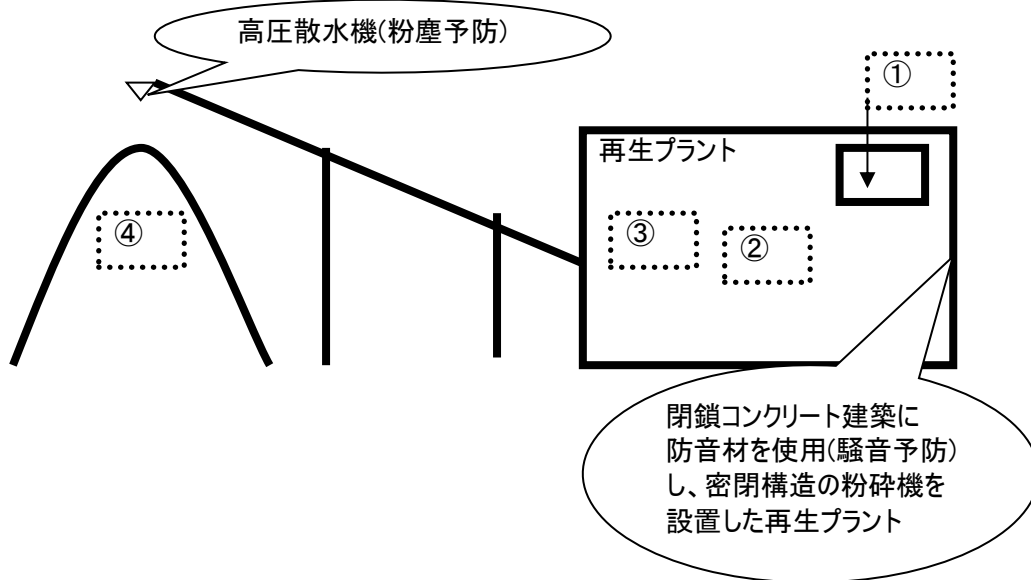 高圧散水機(粉塵予防)
①
再生プラント
④
③
②
閉鎖コンクリート建築に
防音材を使用(騒音予防)
し、密閉構造の粉砕機を
設置した再生プラント